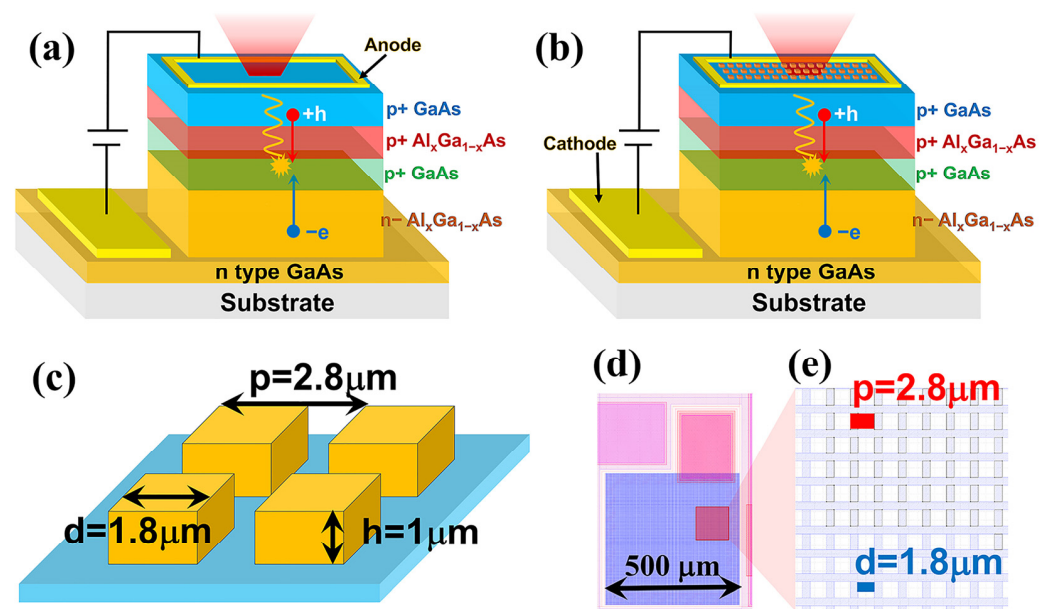 (a)
Anode
+h
p+ GaAs
p+ AlxGa1−xAs
p+ GaAs
n− AlxGa1−xAs
−e
n type GaAs
Substrate
(b)
Cathode
+h
p+ GaAs
p+ AlxGa1−xAs
p+ GaAs
n− AlxGa1−xAs
−e
n type GaAs
Substrate
(c)
p=2.8μm
d=1.8μm
h=1μm
(d)
500 μm
(e)
p=2.8μm
d=1.8μm